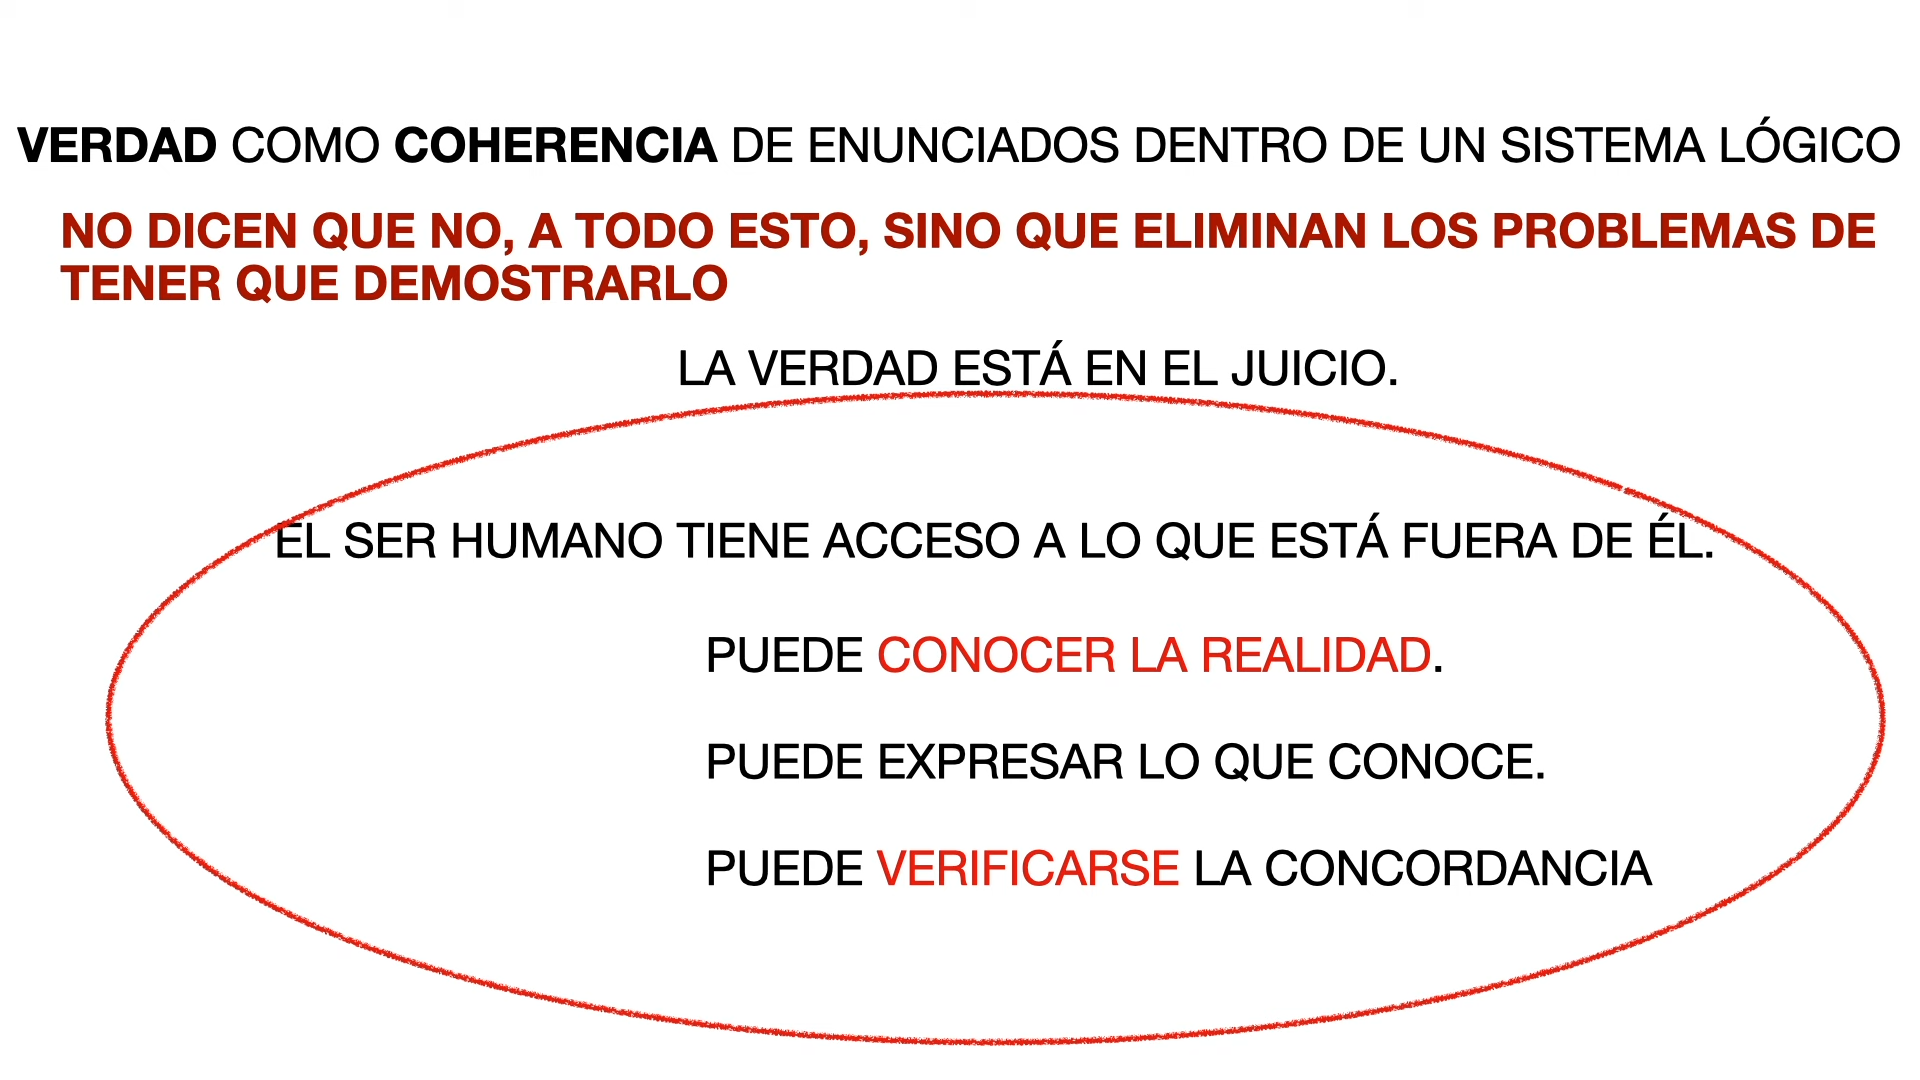 VERDAD COMO COHERENCIA DE ENUNCIADOS DENTRO DE UN SISTEMA LÓGICO
NO DICEN QUE NO, A TODO ESTO, SINO QUE ELIMINAN LOS PROBLEMAS DE
TENER QUE DEMOSTRARLO
LA VERDAD ESTÁ EN EL JUICIO.
EL SER HUMANO TIENE ACCESO A LO QUE ESTÁ FUERA DE ÉL.
PUEDE CONOCER LA REALIDAD.
PUEDE EXPRESAR LO QUE CONOCE.
PUEDE VERIFICARSE LA CONCORDANCIA